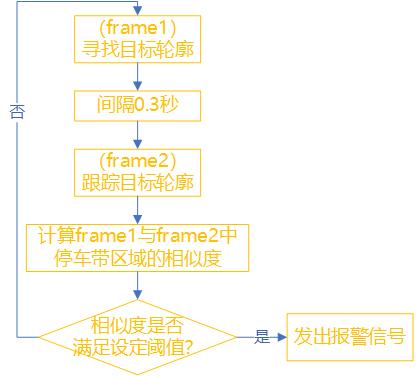 (frame1)
寻找目标轮廓
否
间隔0.3秒
(frame2)
跟踪目标轮廓
计算frame1与frame2中
停车带区域的相似度
相似度是否
满足设定阈值?
是
发出报警信号